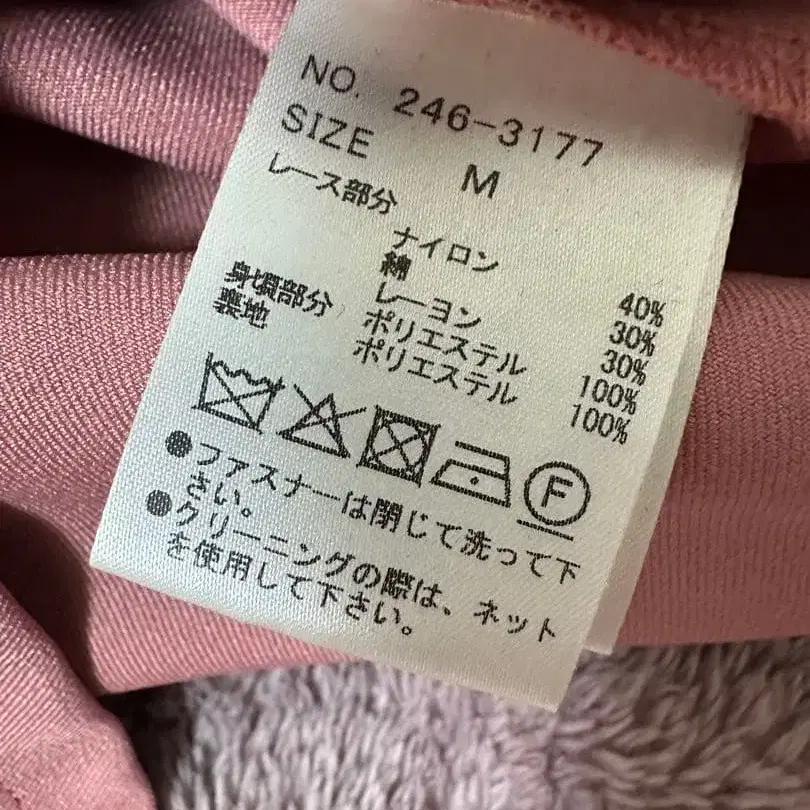 NO. 246-3177
SIZE M
レース部分
ナイロン 40%
綿 30%
レーヨン 30%
身頃部分 ポリエステル 100%
裏地 ポリエステル 100%
F
●ファスナーは閉じて洗って下
さい。
●クリーニングの際は、ネット
を使用して下さい。